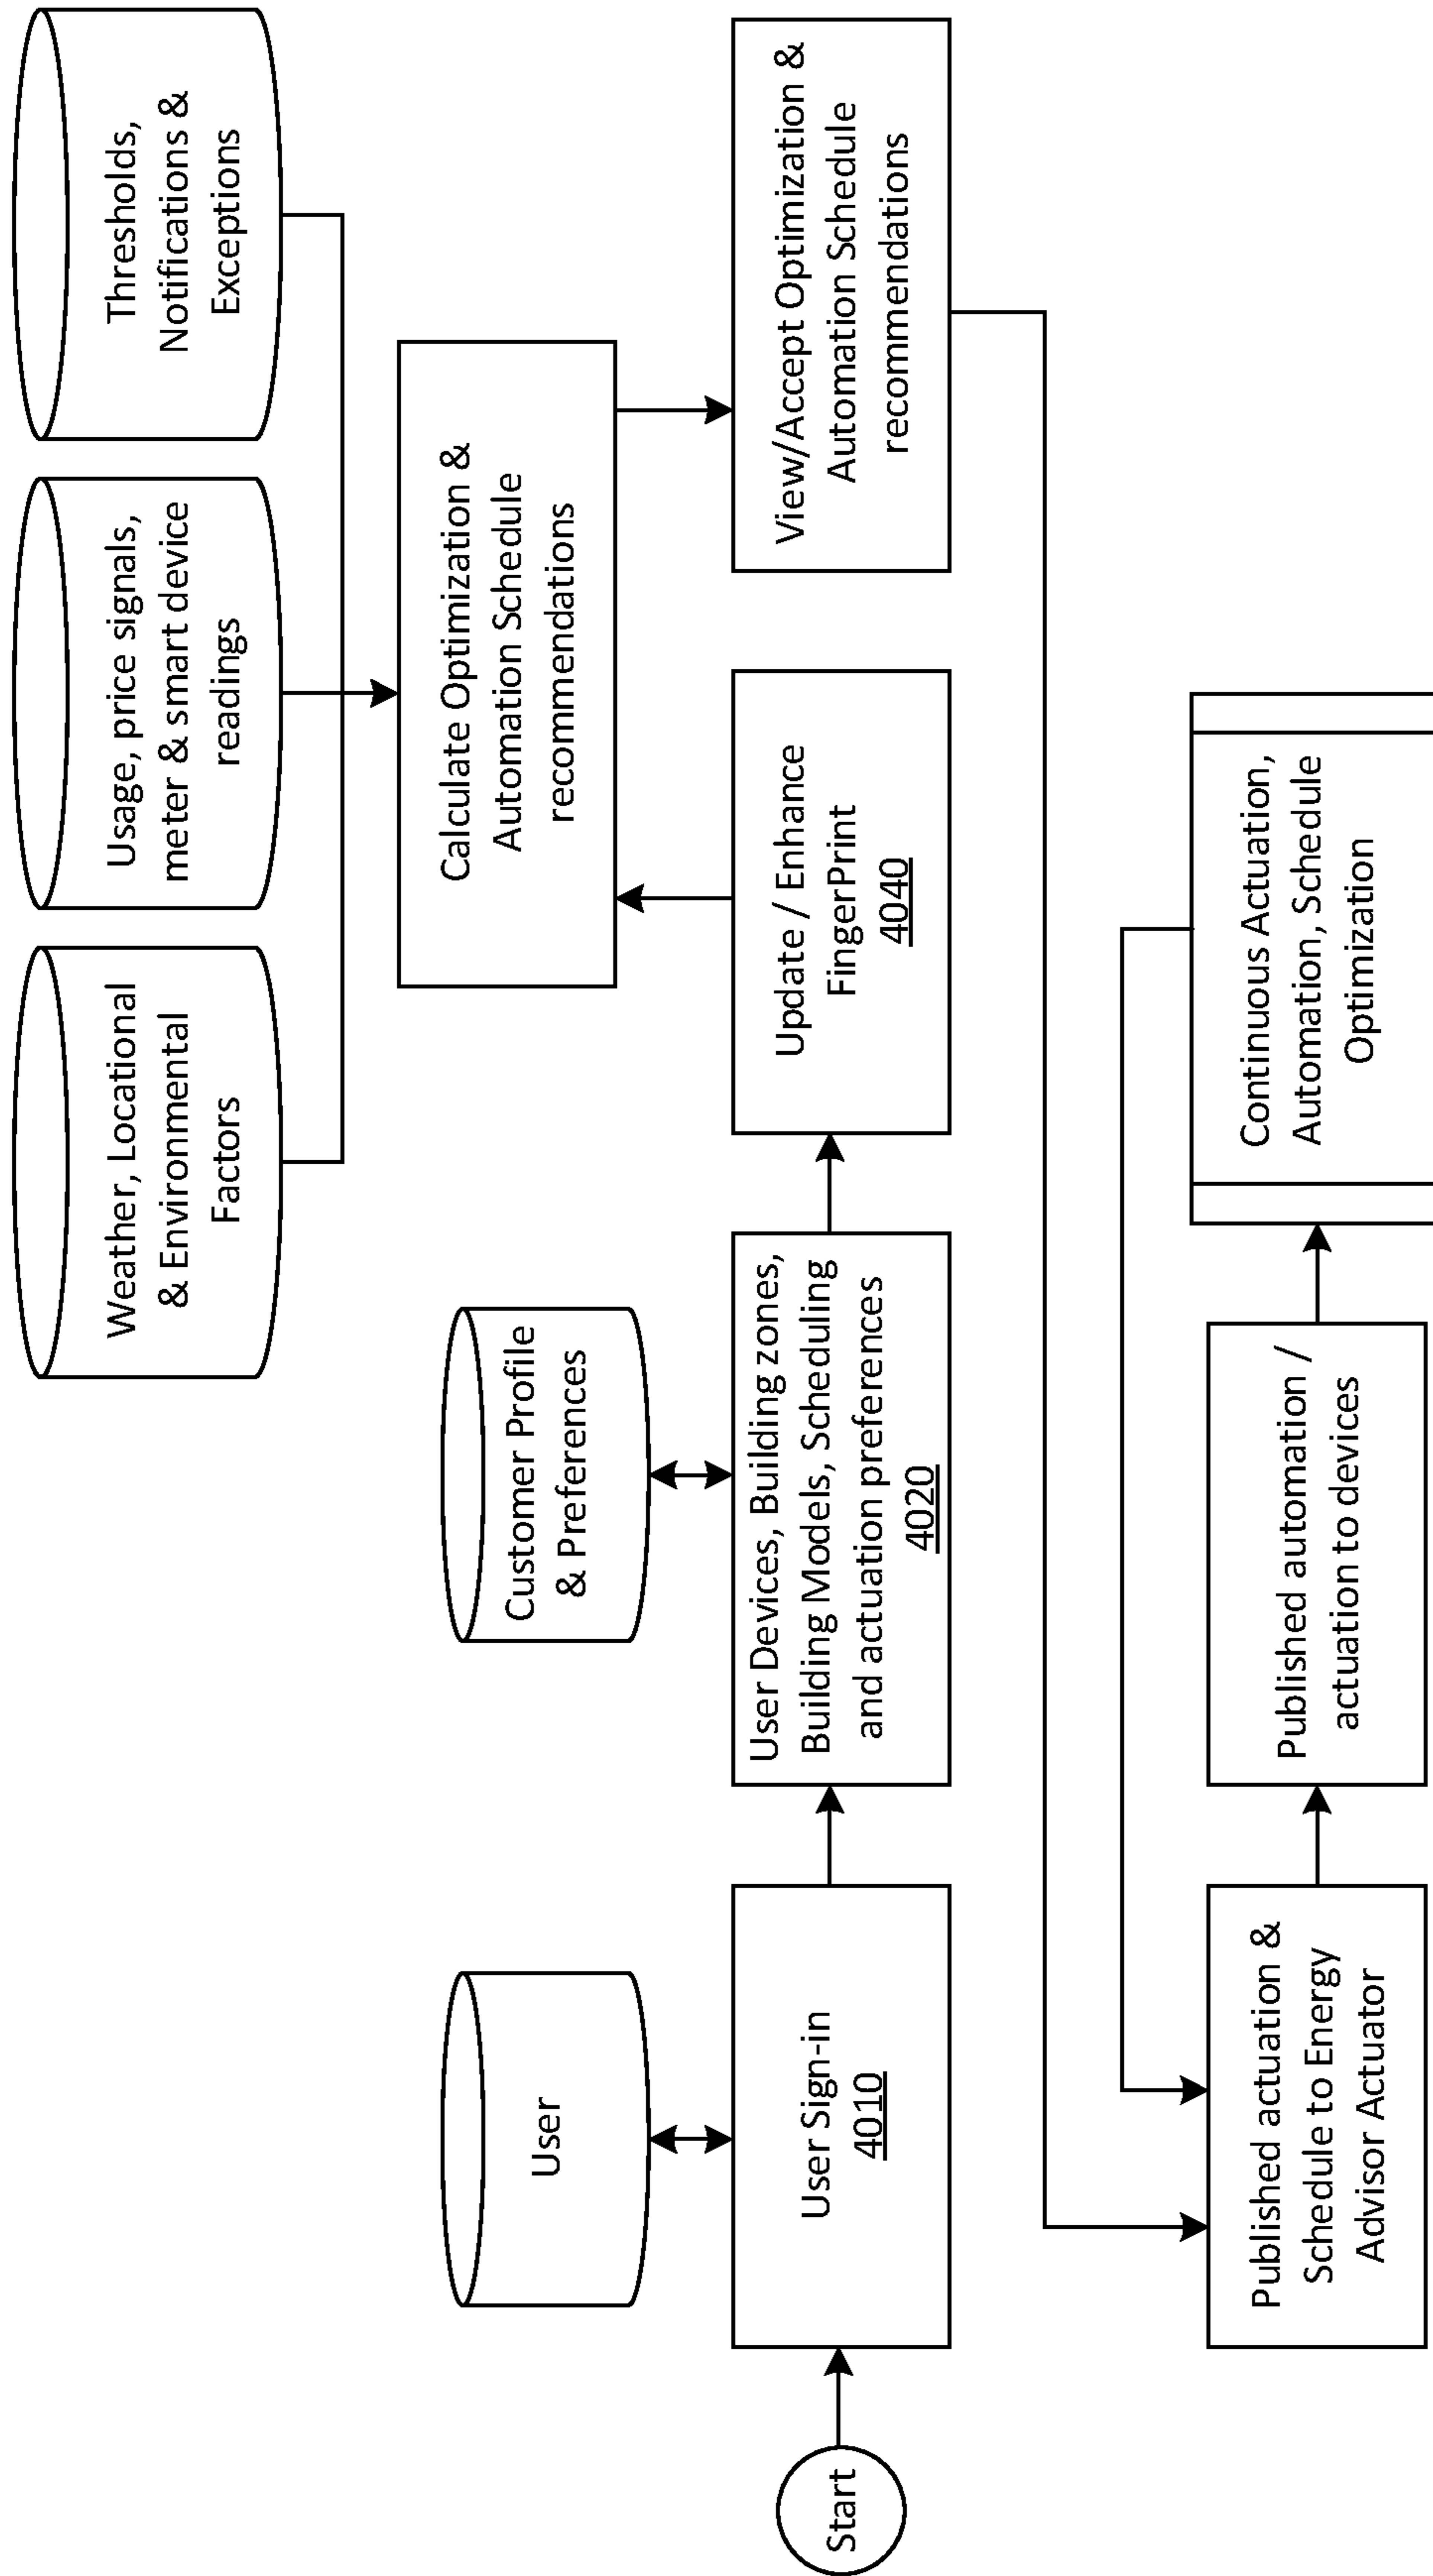 Weather, Locational
& Environmental
Factors
Usage, price signals,
meter & smart device
readings
Thresholds,
Notifications &
Exceptions
User
Customer Profile
& Preferences
Calculate Optimization &
Automation Schedule
recommendations
Start
User Sign-in
4010
User Devices, Building zones,
Building Models, Scheduling
and actuation preferences
4020
Update / Enhance
FingerPrint
4040
View/Accept Optimization &
Automation Schedule
recommendations
Published actuation &
Schedule to Energy
Advisor Actuator
Published automation /
actuation to devices
Continuous Actuation,
Automation, Schedule
Optimization